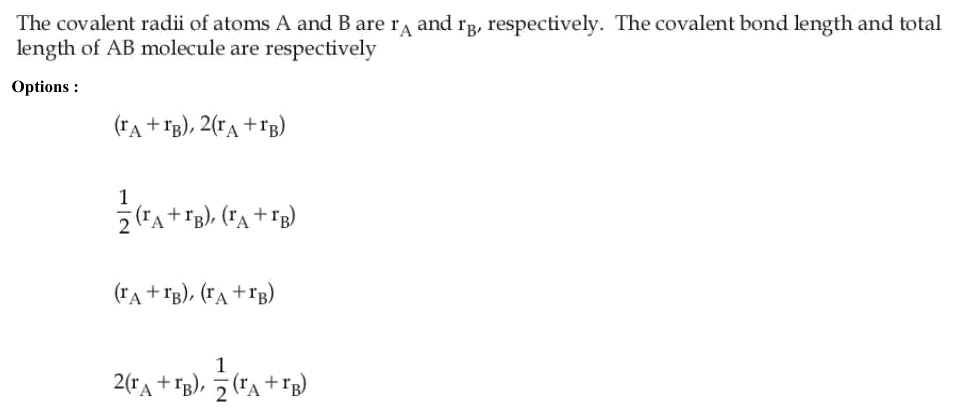 The covalent radii of atoms A and B are r_A and r_B, respectively. The covalent bond length and total
length of AB molecule are respectively
Options :
(r_A + r_B), 2(r_A + r_B)
1/2 (r_A + r_B), (r_A + r_B)
(r_A + r_B), (r_A + r_B)
2(r_A + r_B), 1/2 (r_A + r_B)